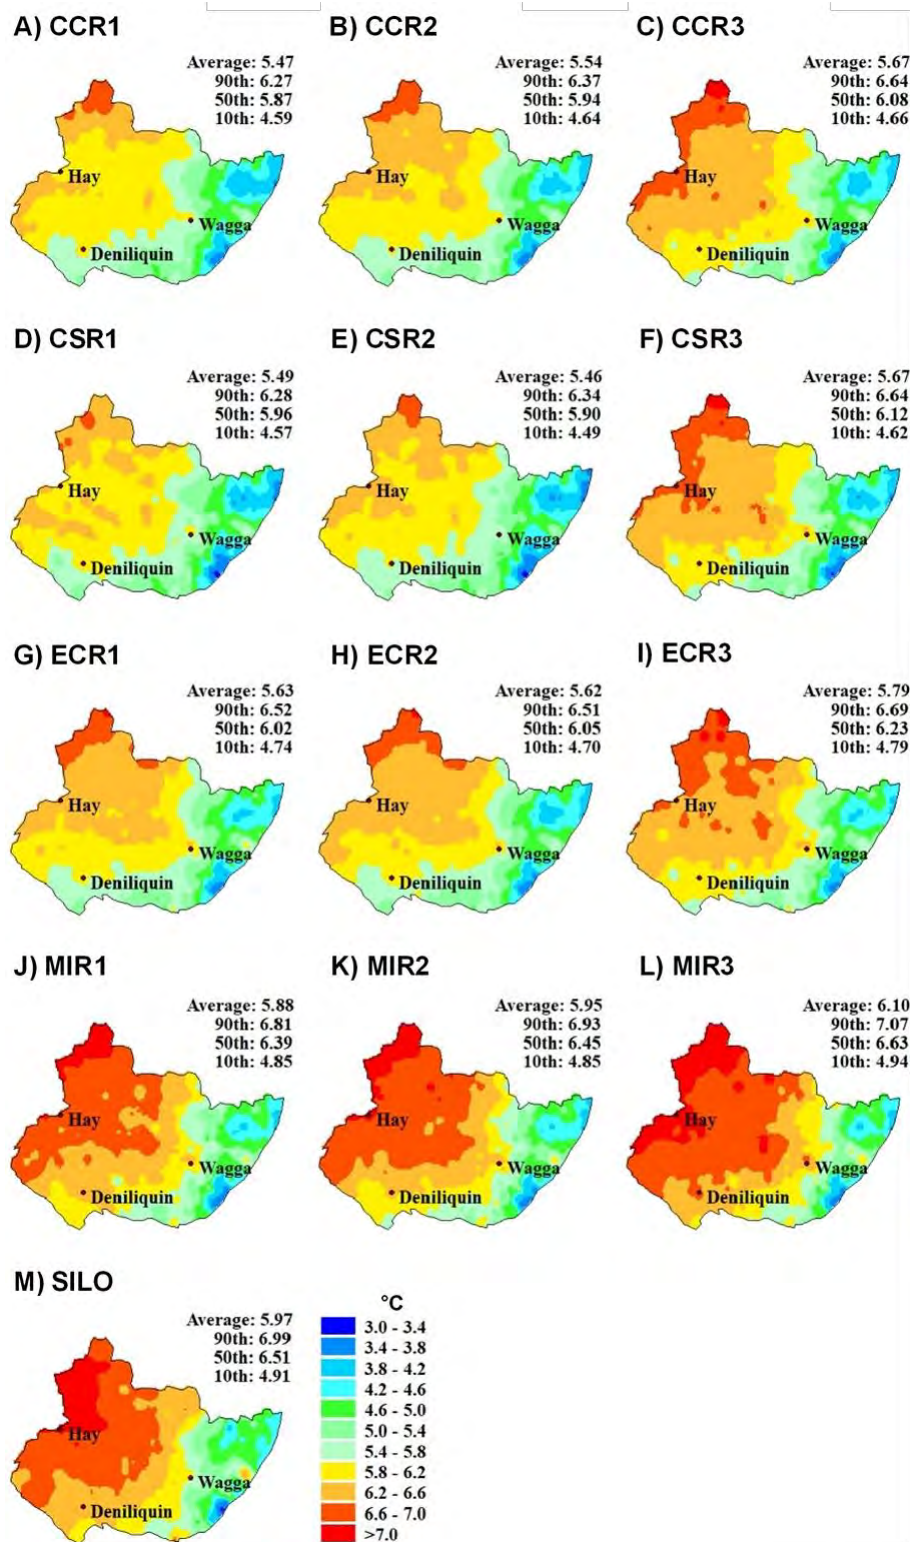 A) CCR1
Average: 5.47
90th: 6.27
50th: 5.87
10th: 4.59
Hay
Wagga
Deniliquin
B) CCR2
Average: 5.54
90th: 6.37
50th: 5.94
10th: 4.64
Hay
Wagga
Deniliquin
C) CCR3
Average: 5.67
90th: 6.64
50th: 6.08
10th: 4.66
Hay
Wagga
Deniliquin
D) CSR1
Average: 5.49
90th: 6.28
50th: 5.96
10th: 4.57
Hay
Wagga
Deniliquin
E) CSR2
Average: 5.46
90th: 6.34
50th: 5.90
10th: 4.49
Hay
Wagga
Deniliquin
F) CSR3
Average: 5.67
90th: 6.64
50th: 6.12
10th: 4.62
Hay
Wagga
Deniliquin
G) ECR1
Average: 5.63
90th: 6.52
50th: 6.02
10th: 4.74
Hay
Wagga
Deniliquin
H) ECR2
Average: 5.62
90th: 6.51
50th: 6.05
10th: 4.70
Hay
Wagga
Deniliquin
I) ECR3
Average: 5.79
90th: 6.69
50th: 6.23
10th: 4.79
Hay
Wagga
Deniliquin
J) MIR1
Average: 5.88
90th: 6.81
50th: 6.39
10th: 4.85
Hay
Wagga
Deniliquin
K) MIR2
Average: 5.95
90th: 6.93
50th: 6.45
10th: 4.85
Hay
Wagga
Deniliquin
L) MIR3
Average: 6.10
90th: 7.07
50th: 6.63
10th: 4.94
Hay
Wagga
Deniliquin
M) SILO
Average: 5.97
90th: 6.99
50th: 6.51
10th: 4.91
Hay
Wagga
Deniliquin
°C
3.0 - 3.4
3.4 - 3.8
3.8 - 4.2
4.2 - 4.6
4.6 - 5.0
5.0 - 5.4
5.4 - 5.8
5.8 - 6.2
6.2 - 6.6
6.6 - 7.0
>7.0